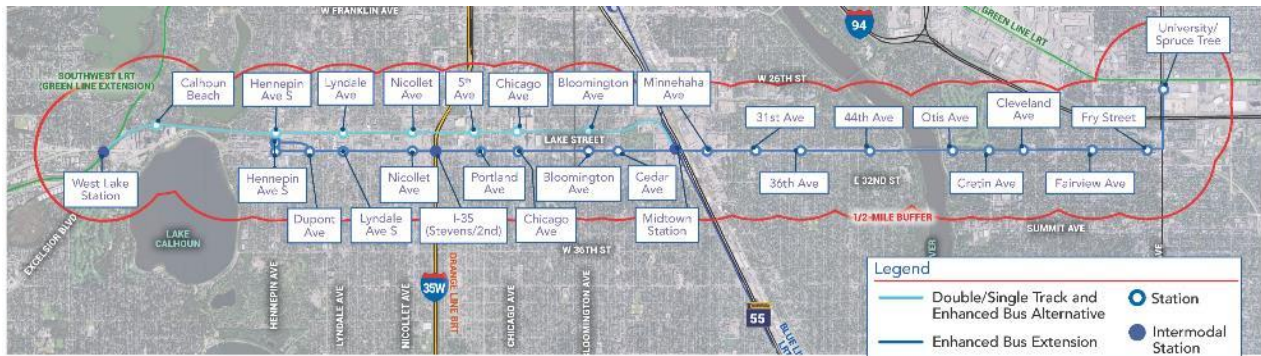 W FRANKLIN AVE
94
GREEN LINE LRT
University/
Spruce Tree
SOUTHWEST LRT
(GREEN LINE EXTENSION)
Calhoun
Beach
Hennepin
Ave S
Lyndale
Ave
Nicollet
Ave
5th
Ave
Chicago
Ave
Bloomington
Ave
Minnehaha
Ave
W 26TH ST
31st Ave
44th Ave
Otis Ave
Cleveland
Ave
Fry Street
LAKE STREET
West Lake
Station
Hennepin
Ave S
Dupont
Ave
Lyndale
Ave S
Nicollet
Ave
I-35
(Stevens/2nd)
Portland
Ave
Chicago
Ave
Bloomington
Ave
Cedar
Ave
Midtown
Station
36th Ave
E 32ND ST
Cretin Ave
Fairview Ave
1/2-MILE BUFFER
SUMMIT AVE
EXCELSIOR BLVD
LAKE
CALHOUN
W 36TH ST
HENNEPIN AVE
LYNDALE AVE
NICOLLET AVE
35W
ORANGE LINE BRT
CHICAGO AVE
BLOOMINGTON AVE
55
BLUE LI
LRT
VER
AVE
Legend
Double/Single Track and
Enhanced Bus Alternative
Enhanced Bus Extension
Station
Intermodal
Station